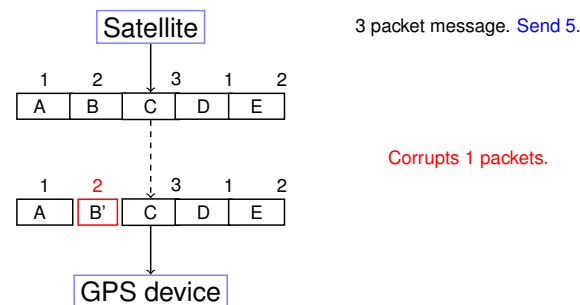 Satellite
3 packet message. Send 5.
1 2 3 1 2
A B C D E
Corrupts 1 packets.
1 2 3 1 2
A B' C D E
GPS device